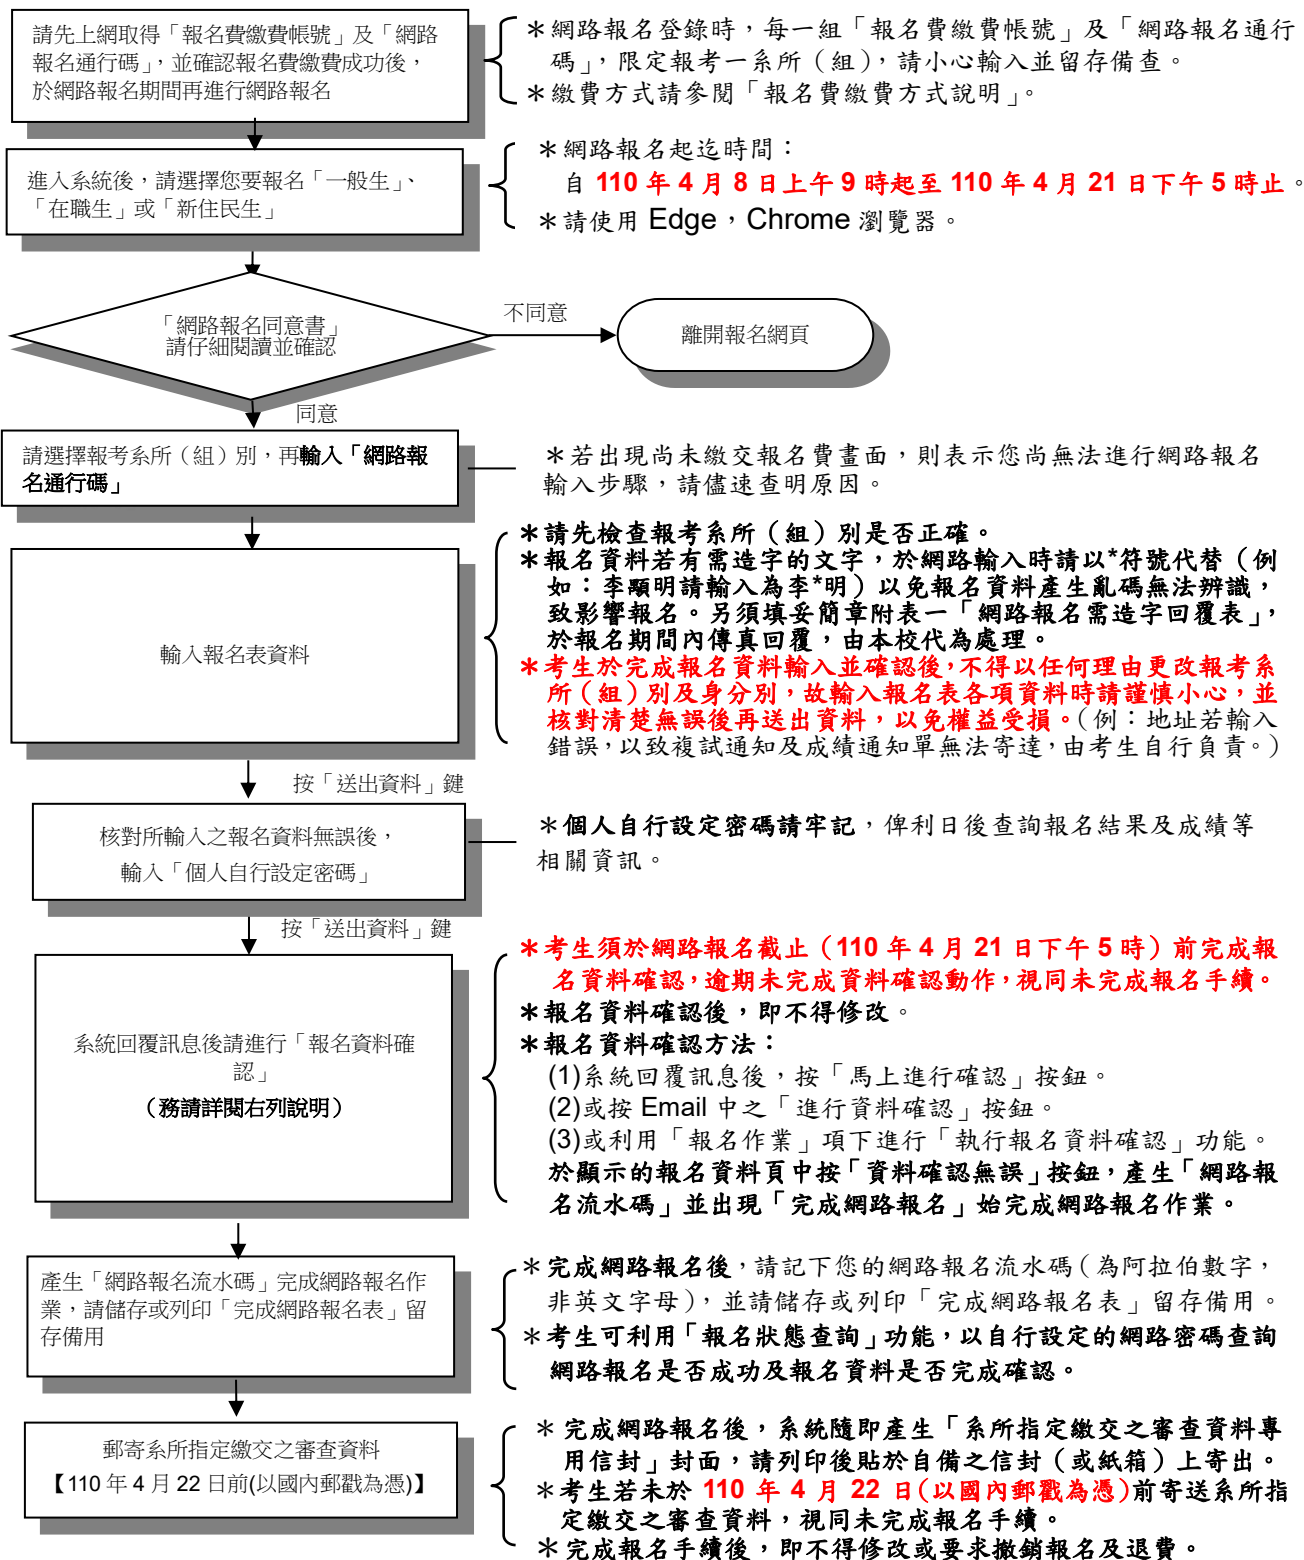 請先上網取得「報名費繳費帳號」及「網路
報名通行碼」，並確認報名費繳費成功後，
於網路報名期間再進行網路報名
＊網路報名登錄時，每一組「報名費繳費帳號」及「網路報名通行
碼」，限定報考一系所（組），請小心輸入並留存備查。
＊繳費方式請參閱「報名費繳費方式說明」。
進入系統後，請選擇您要報名「一般生」、
「在職生」或「新住民生」
＊網路報名起迄時間：
自 110 年 4 月 8 日上午 9 時起至 110 年 4 月 21 日下午 5 時止。
＊請使用 Edge，Chrome 瀏覽器。
「網路報名同意書」
請仔細閱讀並確認
不同意
離開報名網頁
同意
請選擇報考系所（組）別，再輸入「網路報
名通行碼」
＊若出現尚未繳交報名費畫面，則表示您尚無法進行網路報名
輸入步驟，請儘速查明原因。
輸入報名表資料
＊請先檢查報考系所（組）別是否正確。
＊報名資料若有需造字的文字，於網路輸入時請以*符號代替（例
如：李顯明請輸入為李*明）以免報名資料產生亂碼無法辨識，
致影響報名。另須填妥簡章附表一「網路報名需造字回覆表」，
於報名期間內傳真回覆，由本校代為處理。
＊考生於完成報名資料輸入並確認後，不得以任何理由更改報考系
所（組）別及身分別，故輸入報名表各項資料時請謹慎小心，並
核對清楚無誤後再送出資料，以免權益受損。（例：地址若輸入
錯誤，以致複試通知及成績通知單無法寄達，由考生自行負責。）
按「送出資料」鍵
核對所輸入之報名資料無誤後，
輸入「個人自行設定密碼」
＊個人自行設定密碼請牢記，俾利日後查詢報名結果及成績等
相關資訊。
按「送出資料」鍵
系統回覆訊息後請進行「報名資料確
認」
（務請詳閱右列說明）
＊考生須於網路報名截止（110 年 4 月 21 日下午 5 時）前完成報
名資料確認，逾期未完成資料確認動作，視同未完成報名手續。
＊報名資料確認後，即不得修改。
＊報名資料確認方法：
(1)系統回覆訊息後，按「馬上進行確認」按鈕。
(2)或按 Email 中之「進行資料確認」按鈕。
(3)或利用「報名作業」項下進行「執行報名資料確認」功能。
於顯示的報名資料頁中按「資料確認無誤」按鈕，產生「網路報
名流水碼」並出現「完成網路報名」始完成網路報名作業。
產生「網路報名流水碼」完成網路報名作
業，請儲存或列印「完成網路報名表」留
存備用
＊完成網路報名後，請記下您的網路報名流水碼（為阿拉伯數字，
非英文字母），並請儲存或列印「完成網路報名表」留存備用。
＊考生可利用「報名狀態查詢」功能，以自行設定的網路密碼查詢
網路報名是否成功及報名資料是否完成確認。
郵寄系所指定繳交之審查資料
【110 年 4 月 22 日前(以國內郵戳為憑)】
＊完成網路報名後，系統隨即產生「系所指定繳交之審查資料專
用信封」封面，請列印後貼於自備之信封（或紙箱）上寄出。
＊考生若未於 110 年 4 月 22 日(以國內郵戳為憑)前寄送系所指
定繳交之審查資料，視同未完成報名手續。
＊完成報名手續後，即不得修改或要求撤銷報名及退費。